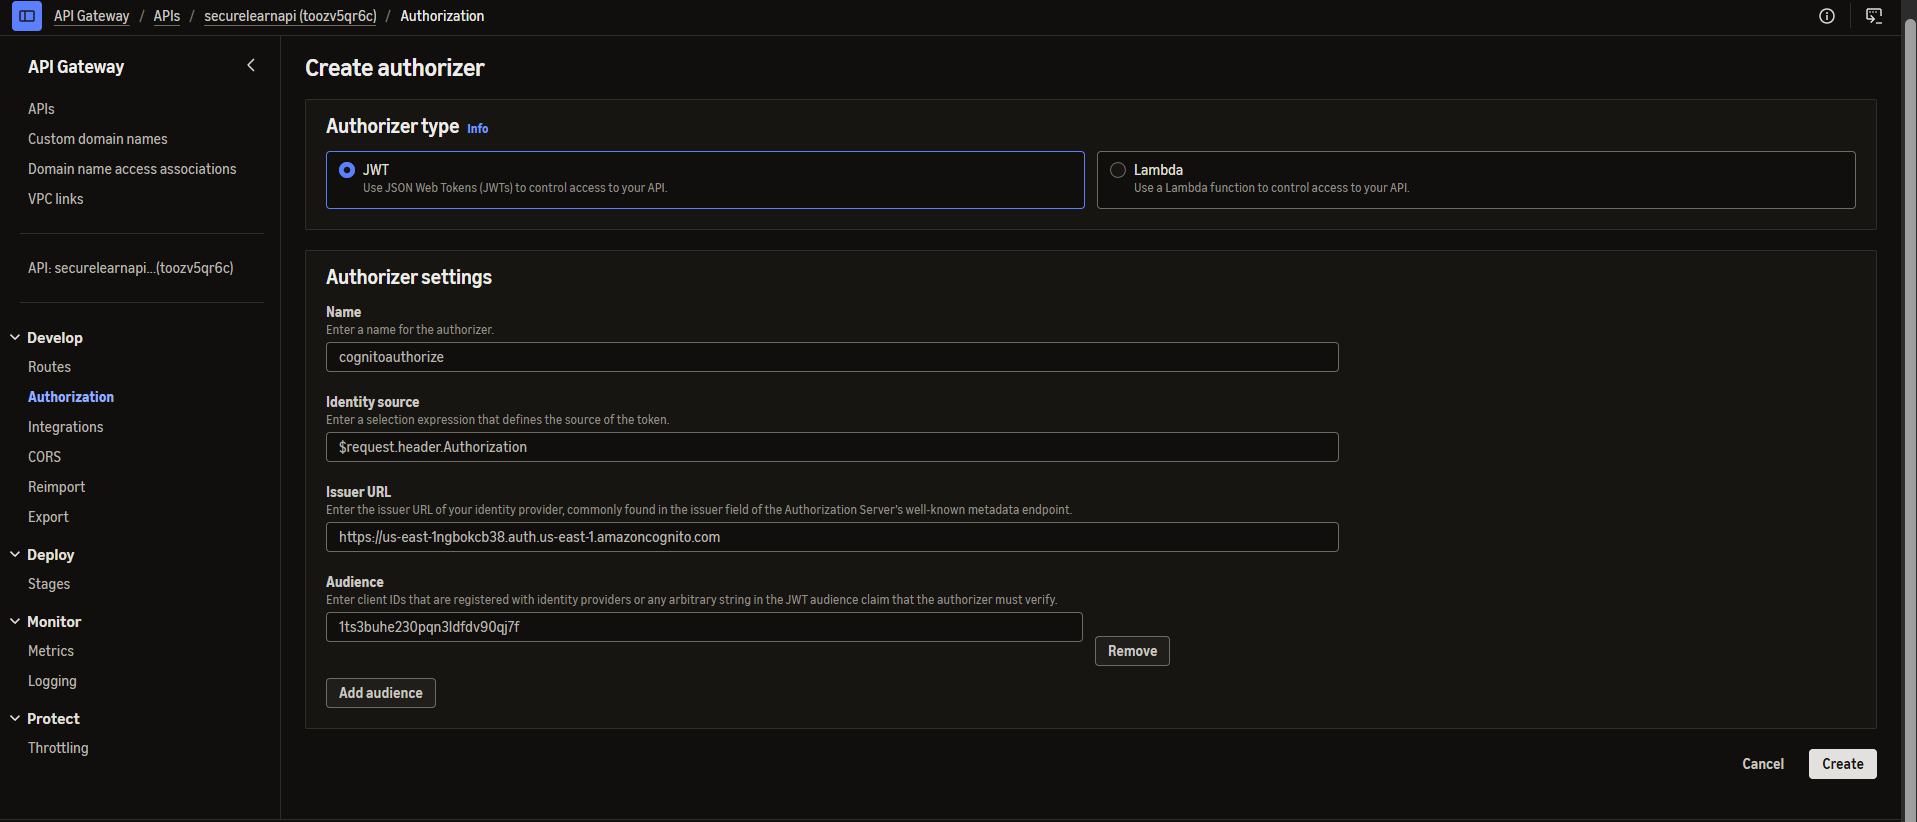 API Gateway / APIs / securelearnapi (toozv5qr6c) / Authorization
API Gateway
APIs
Custom domain names
Domain name access associations
VPC links
API: securelearnapi...(toozv5qr6c)
Develop
Routes
Authorization
Integrations
CORS
Reimport
Export
Deploy
Stages
Monitor
Metrics
Logging
Protect
Throttling
Create authorizer
Authorizer type Info
JWT
Use JSON Web Tokens (JWTs) to control access to your API.
Lambda
Use a Lambda function to control access to your API.
Authorizer settings
Name
Enter a name for the authorizer.
cognitoauthorize
Identity source
Enter a selection expression that defines the source of the token.
$request.header.Authorization
Issuer URL
Enter the issuer URL of your identity provider, commonly found in the issuer field of the Authorization Server's well-known metadata endpoint.
https://us-east-1ngbokcb38.auth.us-east-1.amazoncognito.com
Audience
Enter client IDs that are registered with identity providers or any arbitrary string in the JWT audience claim that the authorizer must verify.
1ts3buhe230pqn3ldfdv90qj7f
Remove
Add audience
Cancel
Create